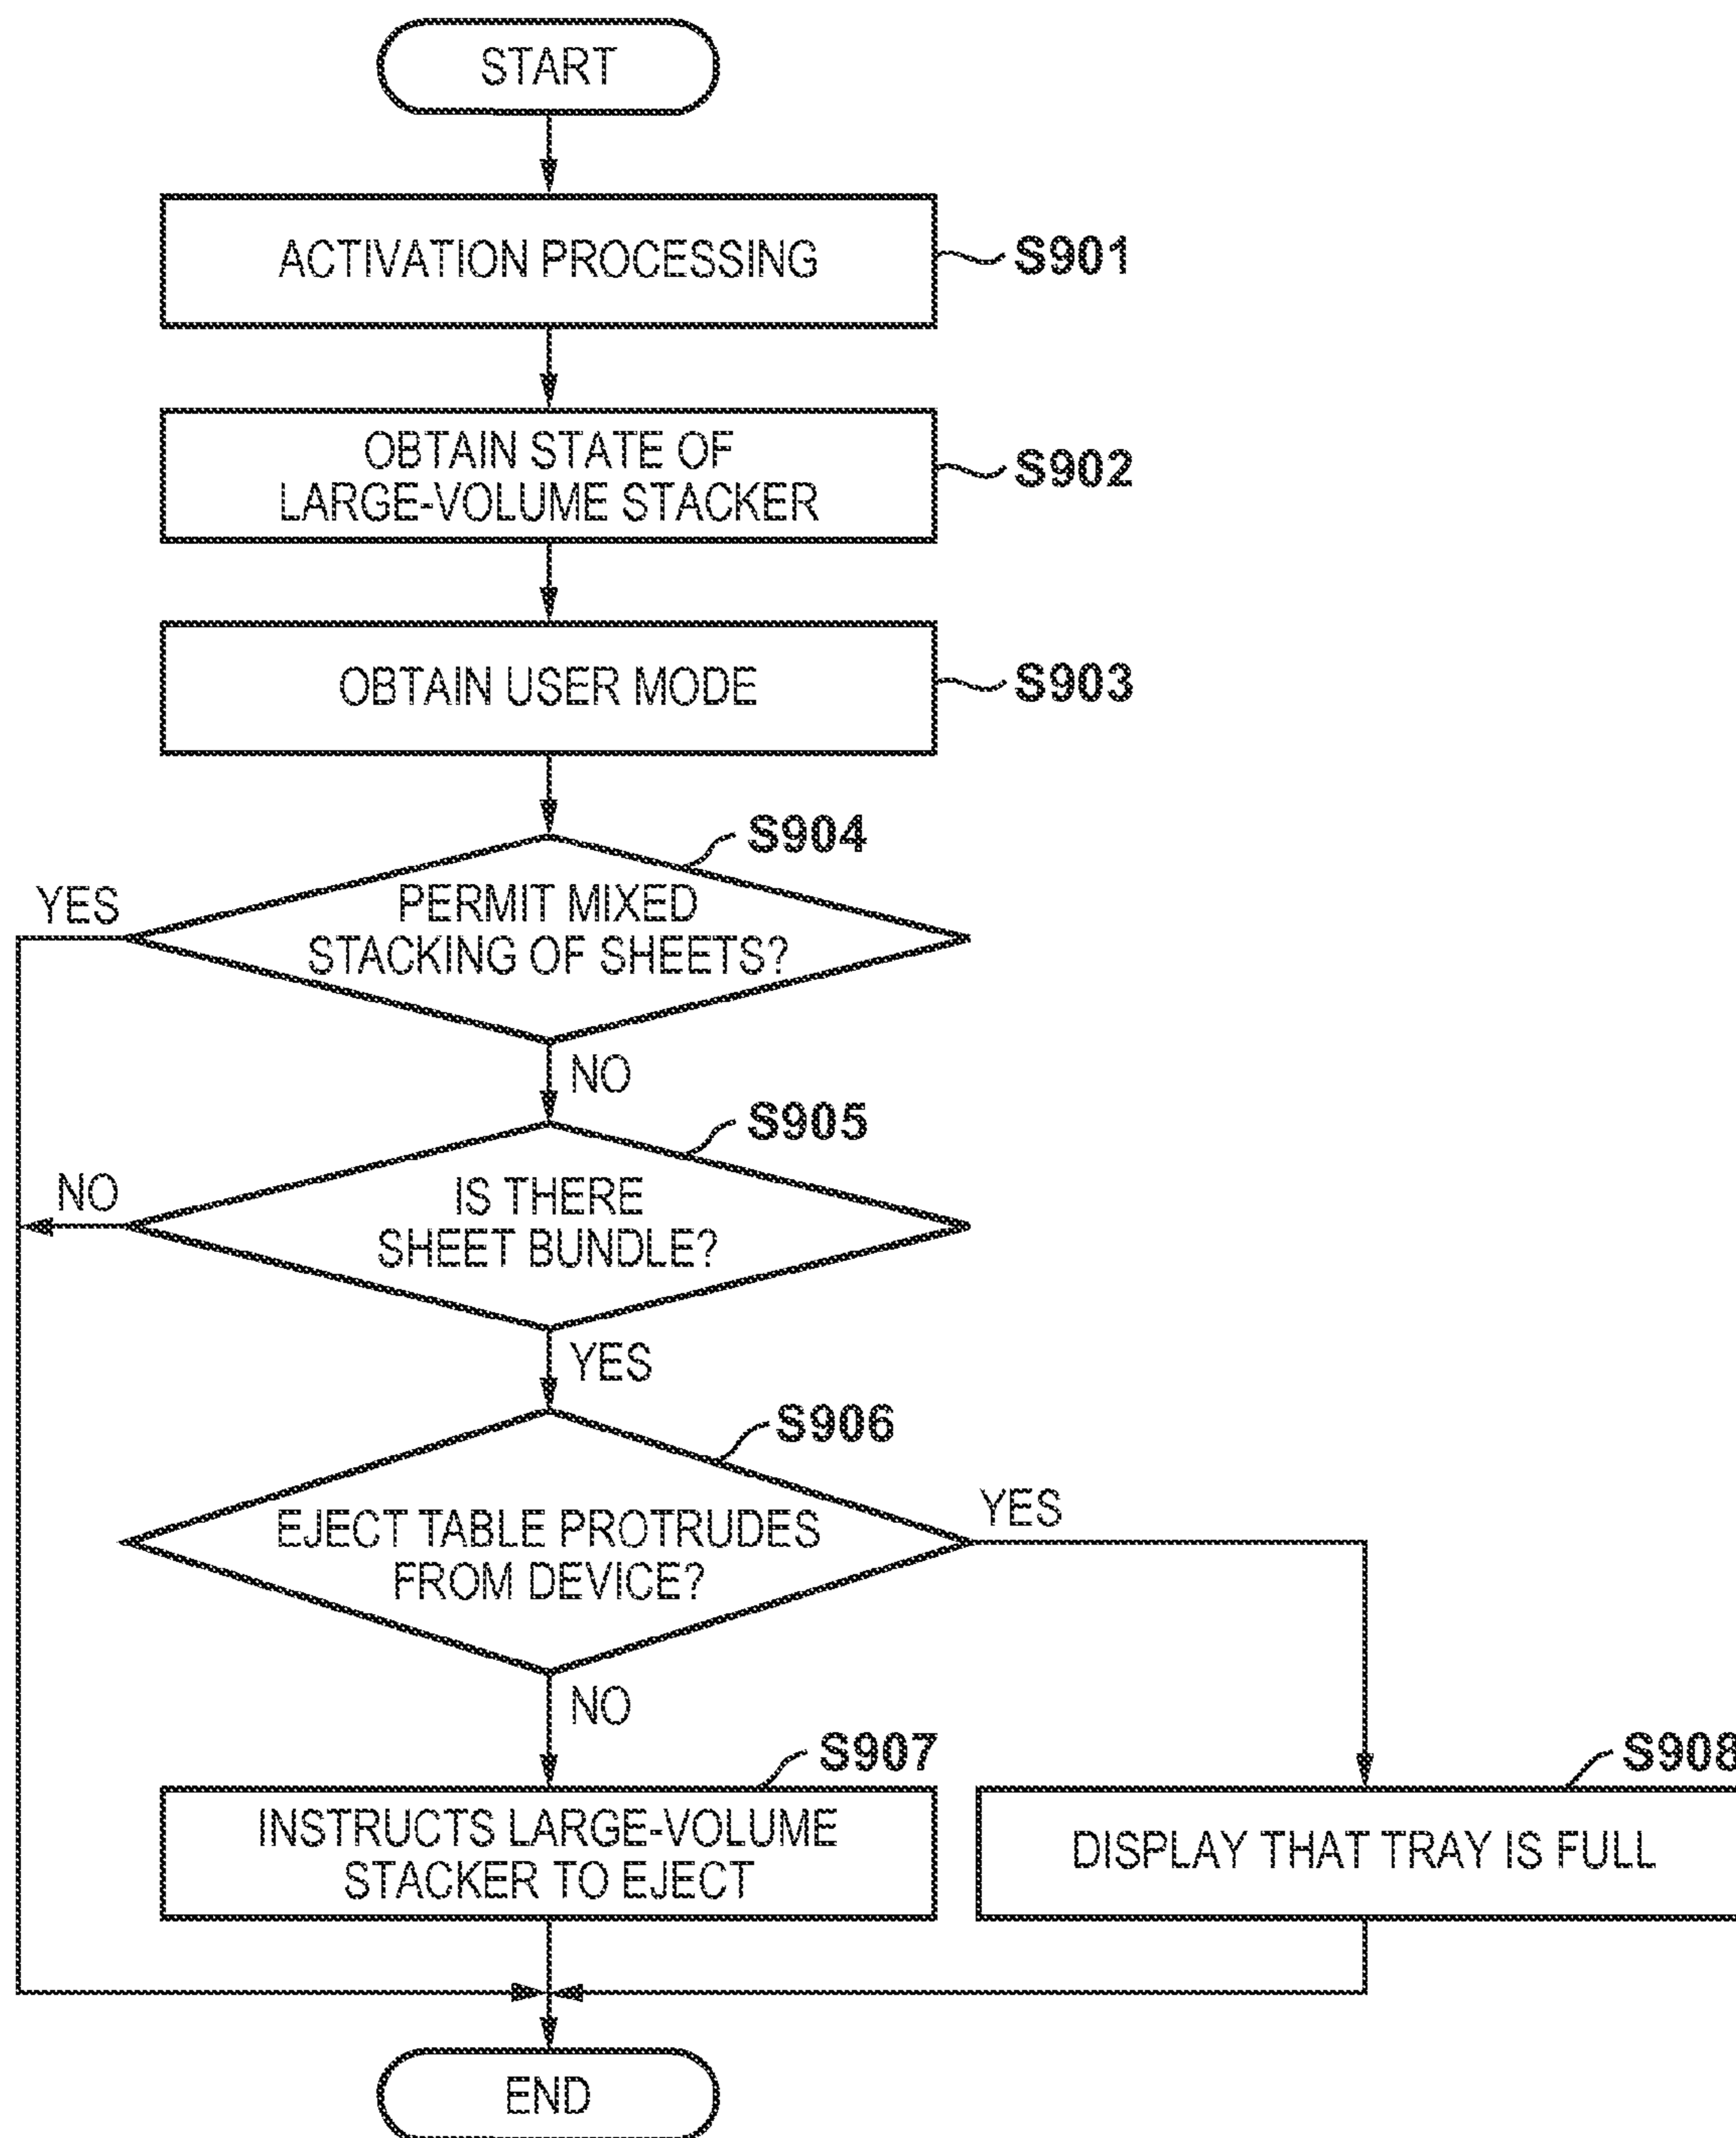 START
ACTIVATION PROCESSING
S901
OBTAIN STATE OF
LARGE-VOLUME STACKER
S902
OBTAIN USER MODE
S903
S904
YES
PERMIT MIXED
STACKING OF SHEETS?
NO
S905
NO
IS THERE
SHEET BUNDLE?
YES
S906
YES
EJECT TABLE PROTRUDES
FROM DEVICE?
NO
S907
S908
INSTRUCTS LARGE-VOLUME
STACKER TO EJECT
DISPLAY THAT TRAY IS FULL
END